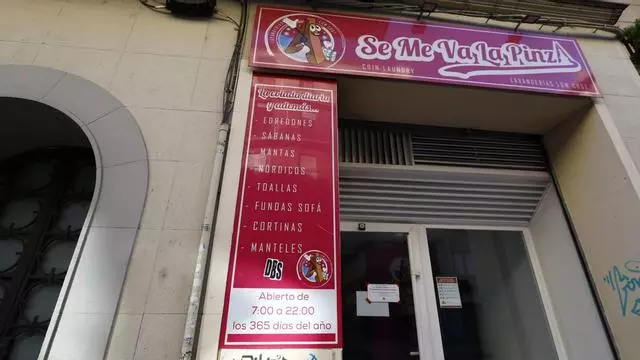 Se Me Va La Pinza
COIN LAUNDRY
LAVANDERÍAS LOW COST
La colada diaria
y además...
- EDREDONES
- SÁBANAS
- MANTAS
- NÓRDICOS
- TOALLAS
- FUNDAS SOFÁ
- CORTINAS
- MANTELES
Abierto de
7:00 a 22:00
los 365 días del año